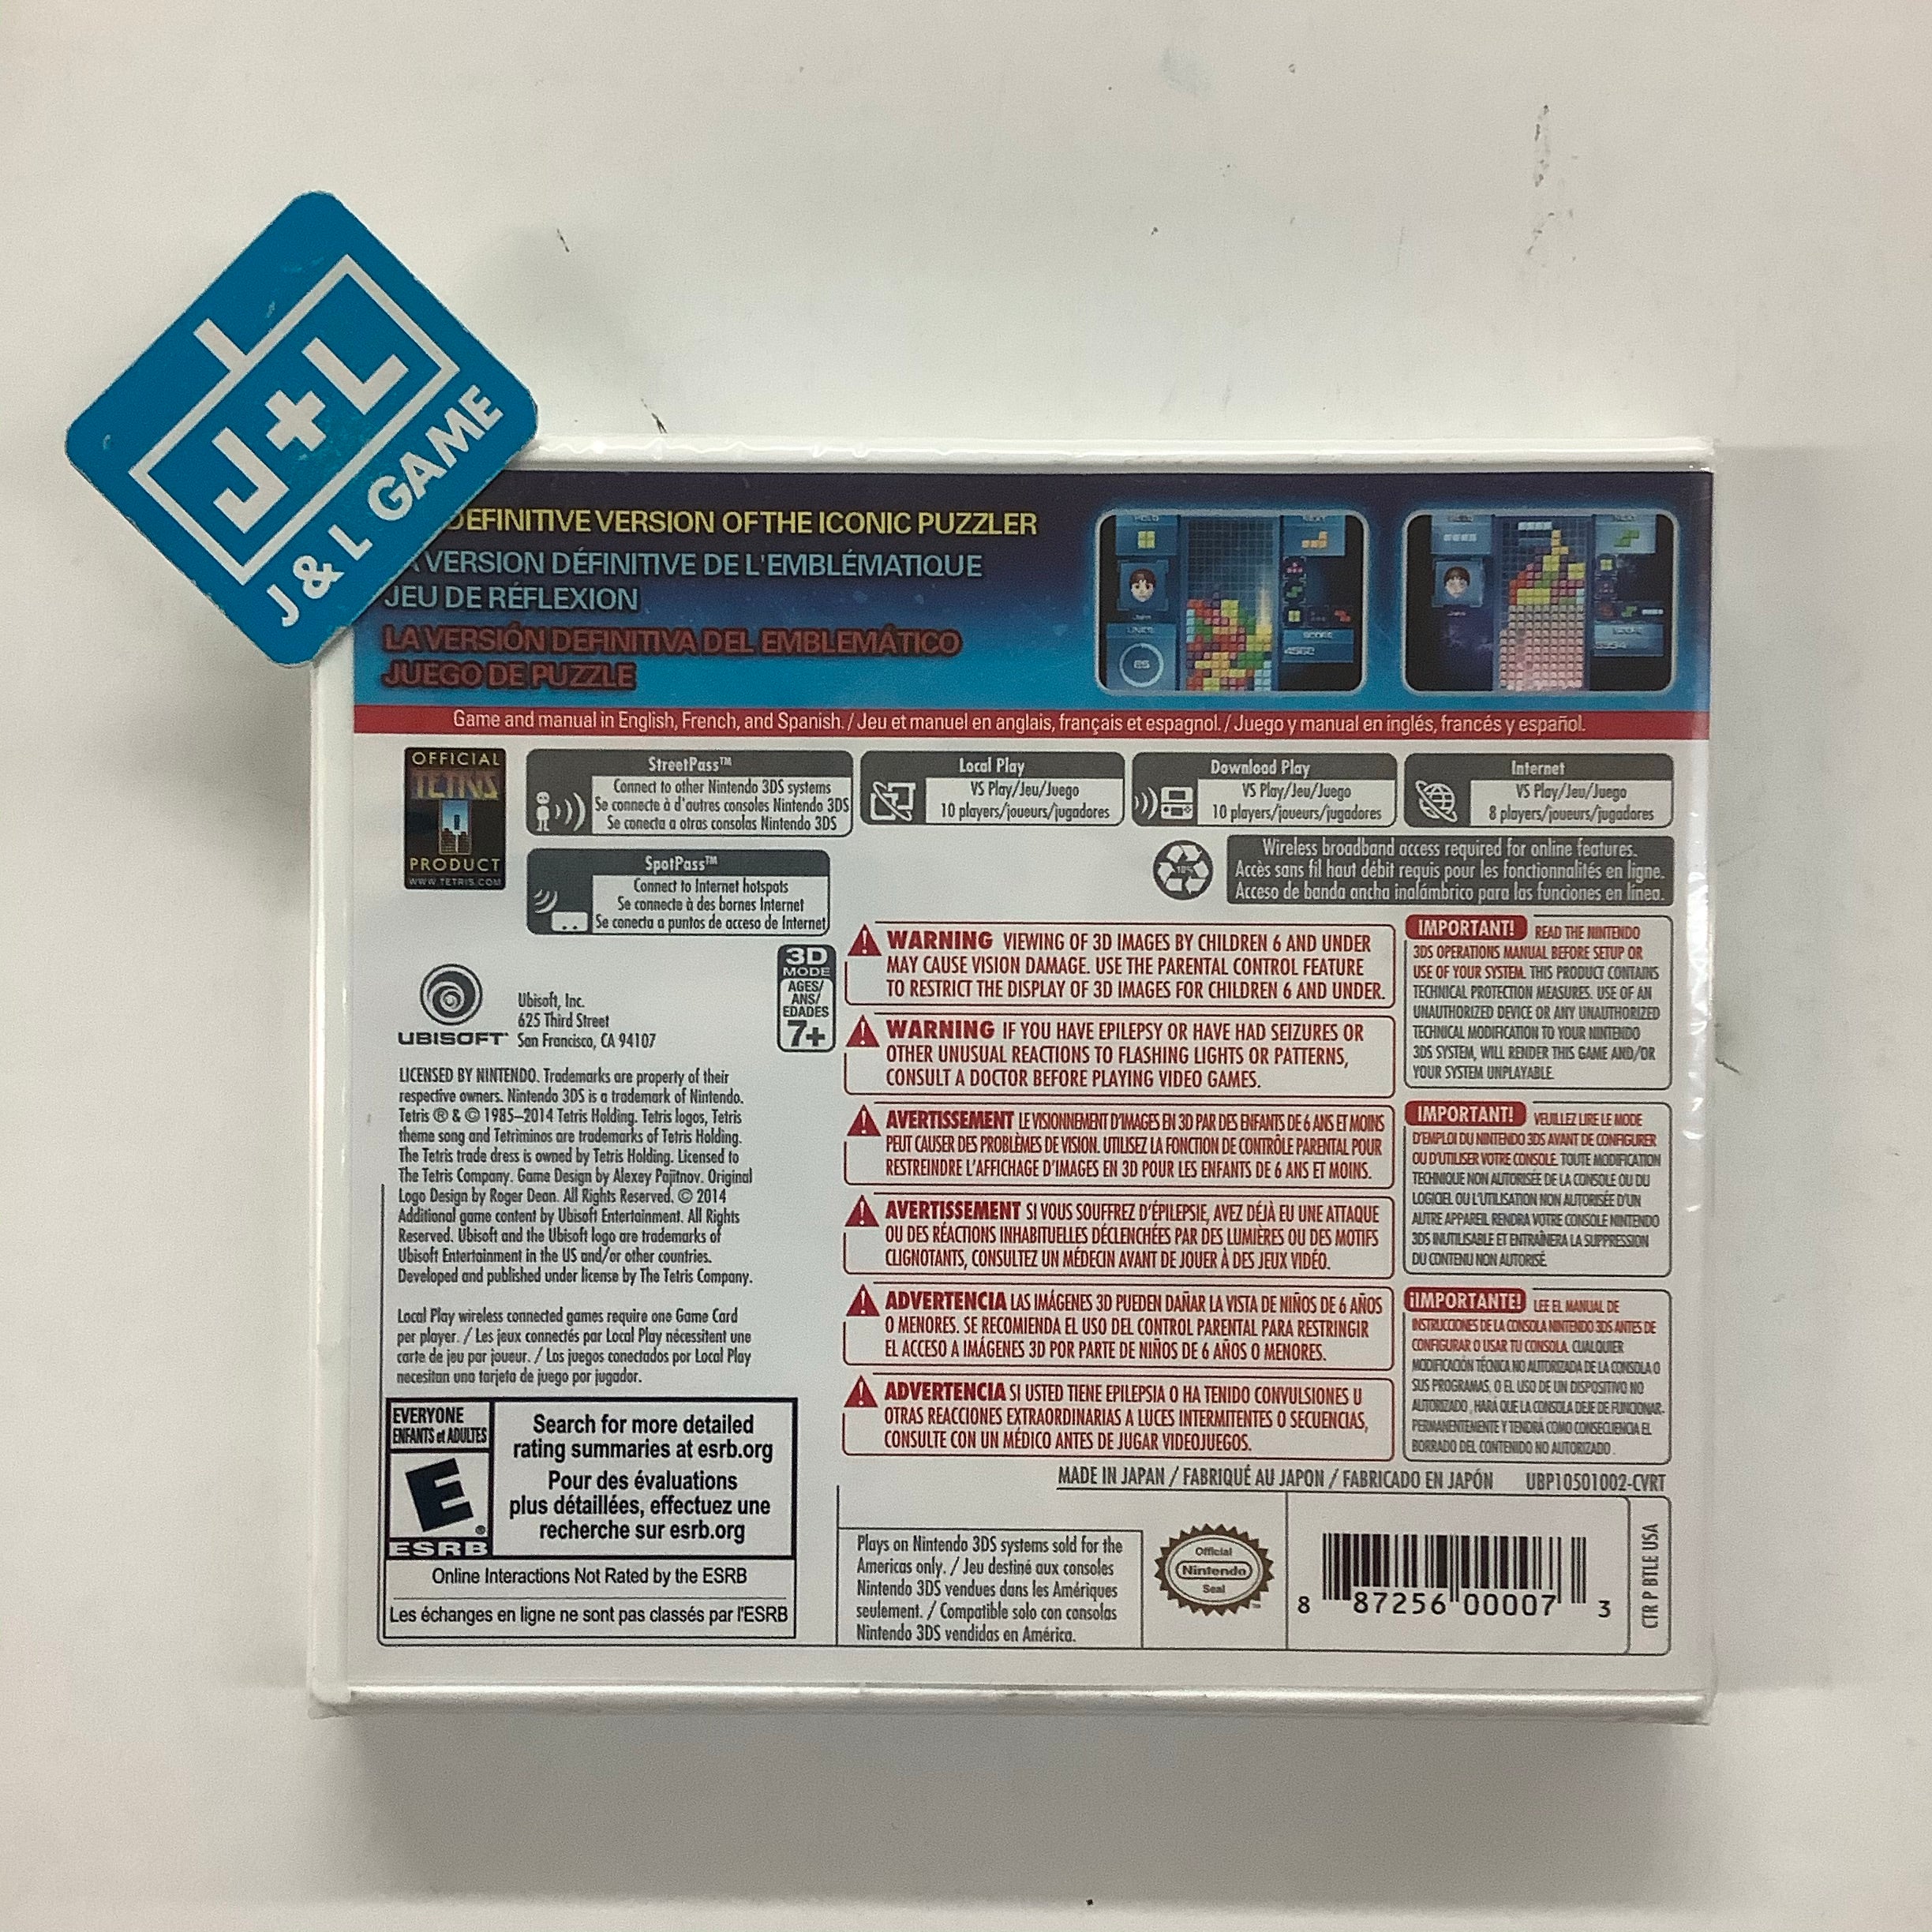 J+L
J & L GAME
DEFINITIVE VERSION OF THE ICONIC PUZZLER
VERSION DÉFINITIVE DE L'EMBLÉMATIQUE
JEU DE RÉFLEXION
LA VERSIÓN DEFINITIVA DEL EMBLEMÁTICO
JUEGO DE PUZZLE
NEXT
LINES
85
SCORE
4562
SCORE
Game and manual in English, French, and Spanish. / Jeu et manuel en anglais, français et espagnol. / Juego y manual en inglés, francés y español.
OFFICIAL
TETRIS
PRODUCT
WWW.TETRIS.COM
StreetPass™
Connect to other Nintendo 3DS systems
Se connecte à d'autres consoles Nintendo 3DS
Se conecta a otras consolas Nintendo 3DS
Local Play
VS Play/Jeu/Juego
10 players/joueurs/jugadores
Download Play
VS Play/Jeu/Juego
10 players/joueurs/jugadores
Internet
VS Play/Jeu/Juego
8 players/joueurs/jugadores
SpotPass™
Connect to Internet hotspots
Se connecte à des bornes Internet
Se conecta a puntos de acceso de Internet
Wireless broadband access required for online features.
Accès sans fil haut débit requis pour les fonctionnalités en ligne.
Acceso de banda ancha inalámbrico para las funciones en línea.
UBISOFT™
Ubisoft, Inc.
625 Third Street
San Francisco, CA 94107
3D
MODE
AGES/
ANS/
EDADES
7+
LICENSED BY NINTENDO. Trademarks are property of their
respective owners. Nintendo 3DS is a trademark of Nintendo.
Tetris ® & © 1985–2014 Tetris Holding. Tetris logos, Tetris
theme song and Tetriminos are trademarks of Tetris Holding.
The Tetris trade dress is owned by Tetris Holding. Licensed to
The Tetris Company. Game Design by Alexey Pajitnov. Original
Logo Design by Roger Dean. All Rights Reserved. © 2014
Additional game content by Ubisoft Entertainment. All Rights
Reserved. Ubisoft and the Ubisoft logo are trademarks of
Ubisoft Entertainment in the US and/or other countries.
Developed and published under license by The Tetris Company.
Local Play wireless connected games require one Game Card
per player. / Les jeux connectés par Local Play nécessitent une
carte de jeu par joueur. / Los juegos conectados por Local Play
necesitan una tarjeta de juego por jugador.
WARNING VIEWING OF 3D IMAGES BY CHILDREN 6 AND UNDER
MAY CAUSE VISION DAMAGE. USE THE PARENTAL CONTROL FEATURE
TO RESTRICT THE DISPLAY OF 3D IMAGES FOR CHILDREN 6 AND UNDER.
WARNING IF YOU HAVE EPILEPSY OR HAVE HAD SEIZURES OR
OTHER UNUSUAL REACTIONS TO FLASHING LIGHTS OR PATTERNS,
CONSULT A DOCTOR BEFORE PLAYING VIDEO GAMES.
AVERTISSEMENT LE VISIONNEMENT D'IMAGES EN 3D PAR DES ENFANTS DE 6 ANS ET MOINS
PEUT CAUSER DES PROBLÈMES DE VISION. UTILISEZ LA FONCTION DE CONTRÔLE PARENTAL POUR
RESTREINDRE L'AFFICHAGE D'IMAGES EN 3D POUR LES ENFANTS DE 6 ANS ET MOINS.
AVERTISSEMENT SI VOUS SOUFFREZ D'ÉPILEPSIE, AVEZ DÉJÀ EU UNE ATTAQUE
OU DES RÉACTIONS INHABITUELLES DÉCLENCHÉES PAR DES LUMIÈRES OU DES MOTIFS
CLIGNOTANTS, CONSULTEZ UN MÉDECIN AVANT DE JOUER À DES JEUX VIDÉO.
ADVERTENCIA LAS IMÁGENES 3D PUEDEN DAÑAR LA VISTA DE NIÑOS DE 6 AÑOS
O MENORES. SE RECOMIENDA EL USO DEL CONTROL PARENTAL PARA RESTRINGIR
EL ACCESO A IMÁGENES 3D POR PARTE DE NIÑOS DE 6 AÑOS O MENORES.
ADVERTENCIA SI USTED TIENE EPILEPSIA O HA TENIDO CONVULSIONES U
OTRAS REACCIONES EXTRAORDINARIAS A LUCES INTERMITENTES O SECUENCIAS,
CONSULTE CON UN MÉDICO ANTES DE JUGAR VIDEOJUEGOS.
IMPORTANT! READ THE NINTENDO
3DS OPERATIONS MANUAL BEFORE SETUP OR
USE OF YOUR SYSTEM. THIS PRODUCT CONTAINS
TECHNICAL PROTECTION MEASURES. USE OF AN
UNAUTHORIZED DEVICE OR ANY UNAUTHORIZED
TECHNICAL MODIFICATION TO YOUR NINTENDO
3DS SYSTEM, WILL RENDER THIS GAME AND/OR
YOUR SYSTEM UNPLAYABLE.
IMPORTANT! VEUILLEZ LIRE LE MODE
D'EMPLOI DU NINTENDO 3DS AVANT DE CONFIGURER
OU D'UTILISER VOTRE CONSOLE. TOUTE MODIFICATION
TECHNIQUE NON AUTORISÉE DE LA CONSOLE OU DU
LOGICIEL OU L'UTILISATION NON AUTORISÉE D'UN
AUTRE APPAREIL RENDRA VOTRE CONSOLE NINTENDO
3DS INUTILISABLE ET ENTRAÎNERA LA SUPPRESSION
DU CONTENU NON AUTORISÉ.
¡IMPORTANTE! LEE EL MANUAL DE
INSTRUCCIONES DE LA CONSOLA NINTENDO 3DS ANTES DE
CONFIGURAR O USAR TU CONSOLA. CUALQUIER
MODIFICACIÓN TÉCNICA NO AUTORIZADA DE LA CONSOLA O
SUS PROGRAMAS, O EL USO DE UN DISPOSITIVO NO
AUTORIZADO, HARÁ QUE LA CONSOLA DEJE DE FUNCIONAR
PERMANENTEMENTE Y TENDRÁ COMO CONSECUENCIA EL
BORRADO DEL CONTENIDO NO AUTORIZADO.
MADE IN JAPAN / FABRIQUÉ AU JAPON / FABRICADO EN JAPÓN UBP10501002-CVRT
EVERYONE
ENFANTS et ADULTES
E
ESRB
Search for more detailed
rating summaries at esrb.org
Pour des évaluations
plus détaillées, effectuez une
recherche sur esrb.org
Online Interactions Not Rated by the ESRB
Les échanges en ligne ne sont pas classés par l'ESRB
Plays on Nintendo 3DS systems sold for the
Americas only. / Jeu destiné aux consoles
Nintendo 3DS vendues dans les Amériques
seulement. / Compatible solo con consolas
Nintendo 3DS vendidas en América.
Official
Nintendo
Seal
8 87256 00007 3
CTR P BTLE USA